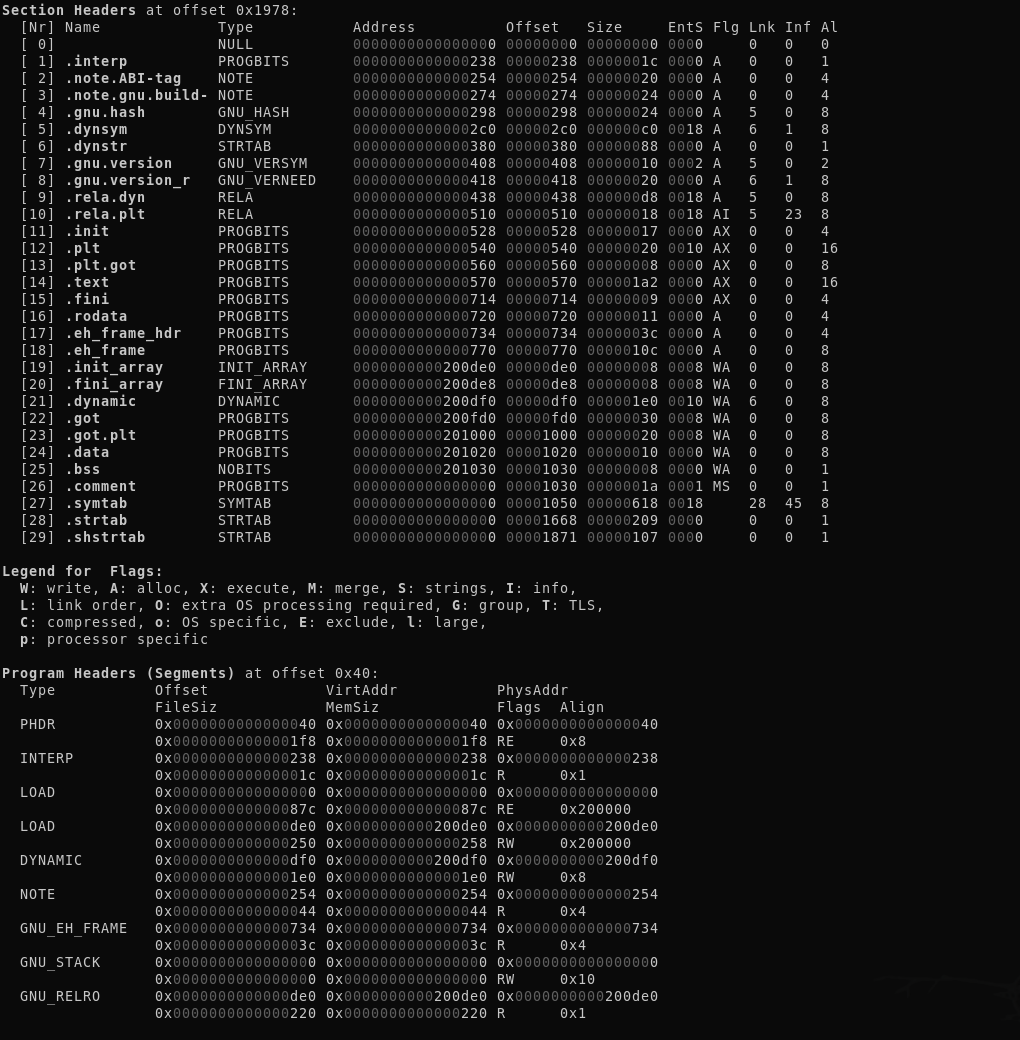 Section Headers at offset 0x1978:
  [Nr] Name             Type           Address          Offset   Size     EntS Flg Lnk Inf Al
  [ 0]                  NULL           0000000000000000 00000000 00000000 0000     0   0   0
  [ 1] .interp          PROGBITS       0000000000000238 00000238 0000001c 0000 A   0   0   1
  [ 2] .note.ABI-tag    NOTE           0000000000000254 00000254 00000020 0000 A   0   0   4
  [ 3] .note.gnu.build- NOTE           0000000000000274 00000274 00000024 0000 A   0   0   4
  [ 4] .gnu.hash        GNU_HASH       0000000000000298 00000298 00000024 0000 A   5   0   8
  [ 5] .dynsym          DYNSYM         00000000000002c0 000002c0 000000c0 0018 A   6   1   8
  [ 6] .dynstr          STRTAB         0000000000000380 00000380 00000088 0000 A   0   0   1
  [ 7] .gnu.version     GNU_VERSYM     0000000000000408 00000408 00000010 0002 A   5   0   2
  [ 8] .gnu.version_r   GNU_VERNEED    0000000000000418 00000418 00000020 0000 A   6   1   8
  [ 9] .rela.dyn        RELA           0000000000000438 00000438 000000d8 0018 A   5   0   8
  [10] .rela.plt        RELA           0000000000000510 00000510 00000018 0018 AI  5   23  8
  [11] .init            PROGBITS       0000000000000528 00000528 00000017 0000 AX  0   0   4
  [12] .plt             PROGBITS       0000000000000540 00000540 00000020 0010 AX  0   0   16
  [13] .plt.got         PROGBITS       0000000000000560 00000560 00000008 0000 AX  0   0   8
  [14] .text            PROGBITS       0000000000000570 00000570 000001a2 0000 AX  0   0   16
  [15] .fini            PROGBITS       0000000000000714 00000714 00000009 0000 AX  0   0   4
  [16] .rodata          PROGBITS       0000000000000720 00000720 00000011 0000 A   0   0   4
  [17] .eh_frame_hdr    PROGBITS       0000000000000734 00000734 0000003c 0000 A   0   0   4
  [18] .eh_frame        PROGBITS       0000000000000770 00000770 0000010c 0000 A   0   0   8
  [19] .init_array      INIT_ARRAY     0000000000200de0 00000de0 00000008 0008 WA  0   0   8
  [20] .fini_array      FINI_ARRAY     0000000000200de8 00000de8 00000008 0008 WA  0   0   8
  [21] .dynamic         DYNAMIC        0000000000200df0 00000df0 000001e0 0010 WA  6   0   8
  [22] .got             PROGBITS       0000000000200fd0 00000fd0 00000030 0008 WA  0   0   8
  [23] .got.plt         PROGBITS       0000000000201000 00001000 00000020 0008 WA  0   0   8
  [24] .data            PROGBITS       0000000000201020 00001020 00000010 0000 WA  0   0   8
  [25] .bss             NOBITS         0000000000201030 00001030 00000008 0000 WA  0   0   1
  [26] .comment         PROGBITS       0000000000000000 00001030 0000001a 0001 MS  0   0   1
  [27] .symtab          SYMTAB         0000000000000000 00001050 00000618 0018     28  45  8
  [28] .strtab          STRTAB         0000000000000000 00001668 00000209 0000     0   0   1
  [29] .shstrtab        STRTAB         0000000000000000 00001871 00000107 0000     0   0   1

Legend for  Flags:
  W: write, A: alloc, X: execute, M: merge, S: strings, I: info,
  L: link order, O: extra OS processing required, G: group, T: TLS,
  C: compressed, o: OS specific, E: exclude, l: large,
  p: processor specific

Program Headers (Segments) at offset 0x40:
  Type           Offset             VirtAddr           PhysAddr
                 FileSiz            MemSiz             Flags  Align
  PHDR           0x0000000000000040 0x0000000000000040 0x0000000000000040
                 0x00000000000001f8 0x00000000000001f8 RE     0x8
  INTERP         0x0000000000000238 0x0000000000000238 0x0000000000000238
                 0x000000000000001c 0x000000000000001c R      0x1
  LOAD           0x0000000000000000 0x0000000000000000 0x0000000000000000
                 0x000000000000087c 0x000000000000087c RE     0x200000
  LOAD           0x0000000000000de0 0x0000000000200de0 0x0000000000200de0
                 0x0000000000000250 0x0000000000000258 RW     0x200000
  DYNAMIC        0x0000000000000df0 0x0000000000200df0 0x0000000000200df0
                 0x00000000000001e0 0x00000000000001e0 RW     0x8
  NOTE           0x0000000000000254 0x0000000000000254 0x0000000000000254
                 0x0000000000000044 0x0000000000000044 R      0x4
  GNU_EH_FRAME   0x0000000000000734 0x0000000000000734 0x0000000000000734
                 0x000000000000003c 0x000000000000003c R      0x4
  GNU_STACK      0x0000000000000000 0x0000000000000000 0x0000000000000000
                 0x0000000000000000 0x0000000000000000 RW     0x10
  GNU_RELRO      0x0000000000000de0 0x0000000000200de0 0x0000000000200de0
                 0x0000000000000220 0x0000000000000220 R      0x1